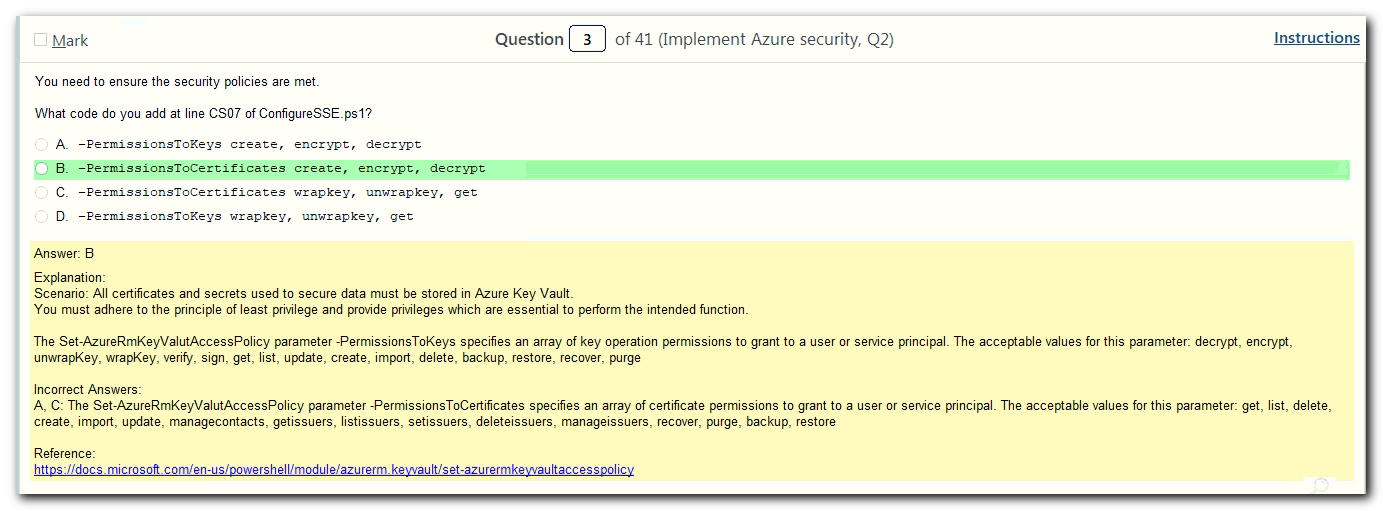 Mark
Question 3 of 41 (Implement Azure security, Q2)
Instructions
You need to ensure the security policies are met.
What code do you add at line CS07 of ConfigureSSE.ps1?
A. -PermissionsToKeys create, encrypt, decrypt
B. -PermissionsToCertificates create, encrypt, decrypt
C. -PermissionsToCertificates wrapkey, unwrapkey, get
D. -PermissionsToKeys wrapkey, unwrapkey, get
Answer: B
Explanation:
Scenario: All certificates and secrets used to secure data must be stored in Azure Key Vault.
You must adhere to the principle of least privilege and provide privileges which are essential to perform the intended function.
The Set-AzureRmKeyValutAccessPolicy parameter -PermissionsToKeys specifies an array of key operation permissions to grant to a user or service principal. The acceptable values for this parameter: decrypt, encrypt,
unwrapKey, wrapKey, verify, sign, get, list, update, create, import, delete, backup, restore, recover, purge
Incorrect Answers:
A, C: The Set-AzureRmKeyValutAccessPolicy parameter -PermissionsToCertificates specifies an array of certificate permissions to grant to a user or service principal. The acceptable values for this parameter: get, list, delete,
create, import, update, managecontacts, getissuers, listissuers, setissuers, deleteissuers, manageissuers, recover, purge, backup, restore
Reference:
https://docs.microsoft.com/en-us/powershell/module/azurerm.keyvault/set-azurermkeyvaultaccesspolicy